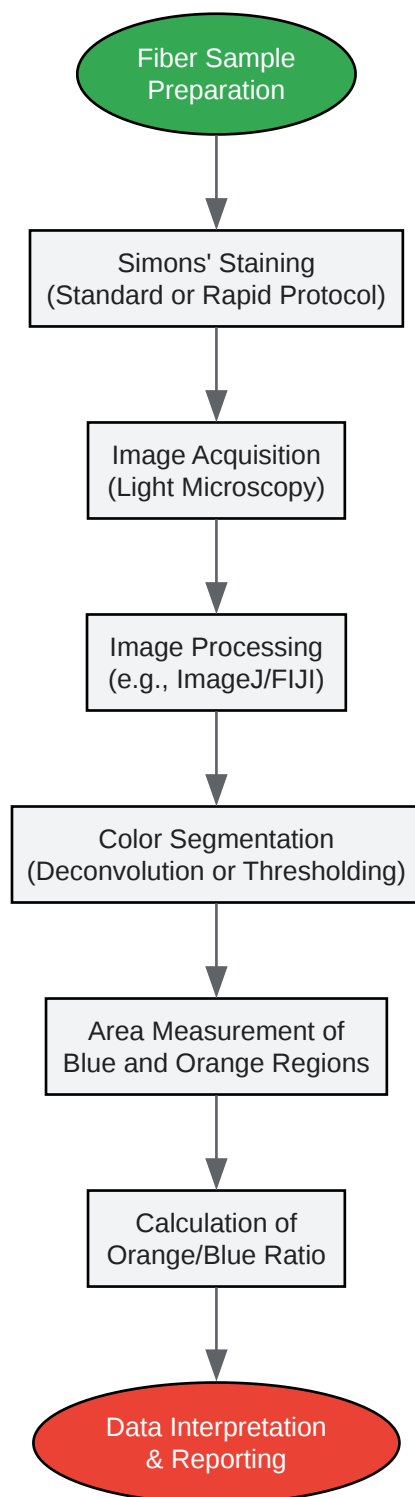 Fiber Sample
Preparation
Simons' Staining
(Standard or Rapid Protocol)
Image Acquisition
(Light Microscopy)
Image Processing
(e.g., ImageJ/FIJI)
Color Segmentation
(Deconvolution or Thresholding)
Area Measurement of
Blue and Orange Regions
Calculation of
Orange/Blue Ratio
Data Interpretation
& Reporting